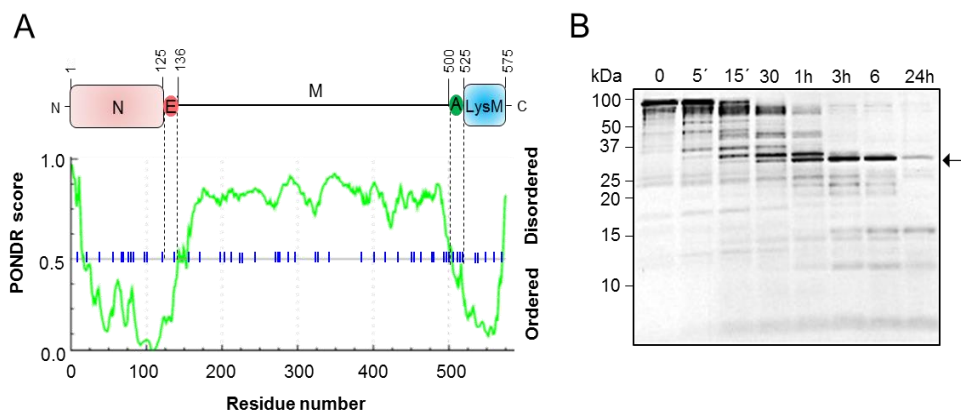 A
1
125
136
500
525
575
N
N
E
M
A
LysM
C
1.0
0.5
0.0
PONDR score
Disordered
Ordered
0
100
200
300
400
500
Residue number
B
kDa
0 5´ 15´ 30 1h 3h 6 24h
100
50
37
25
20
15
10